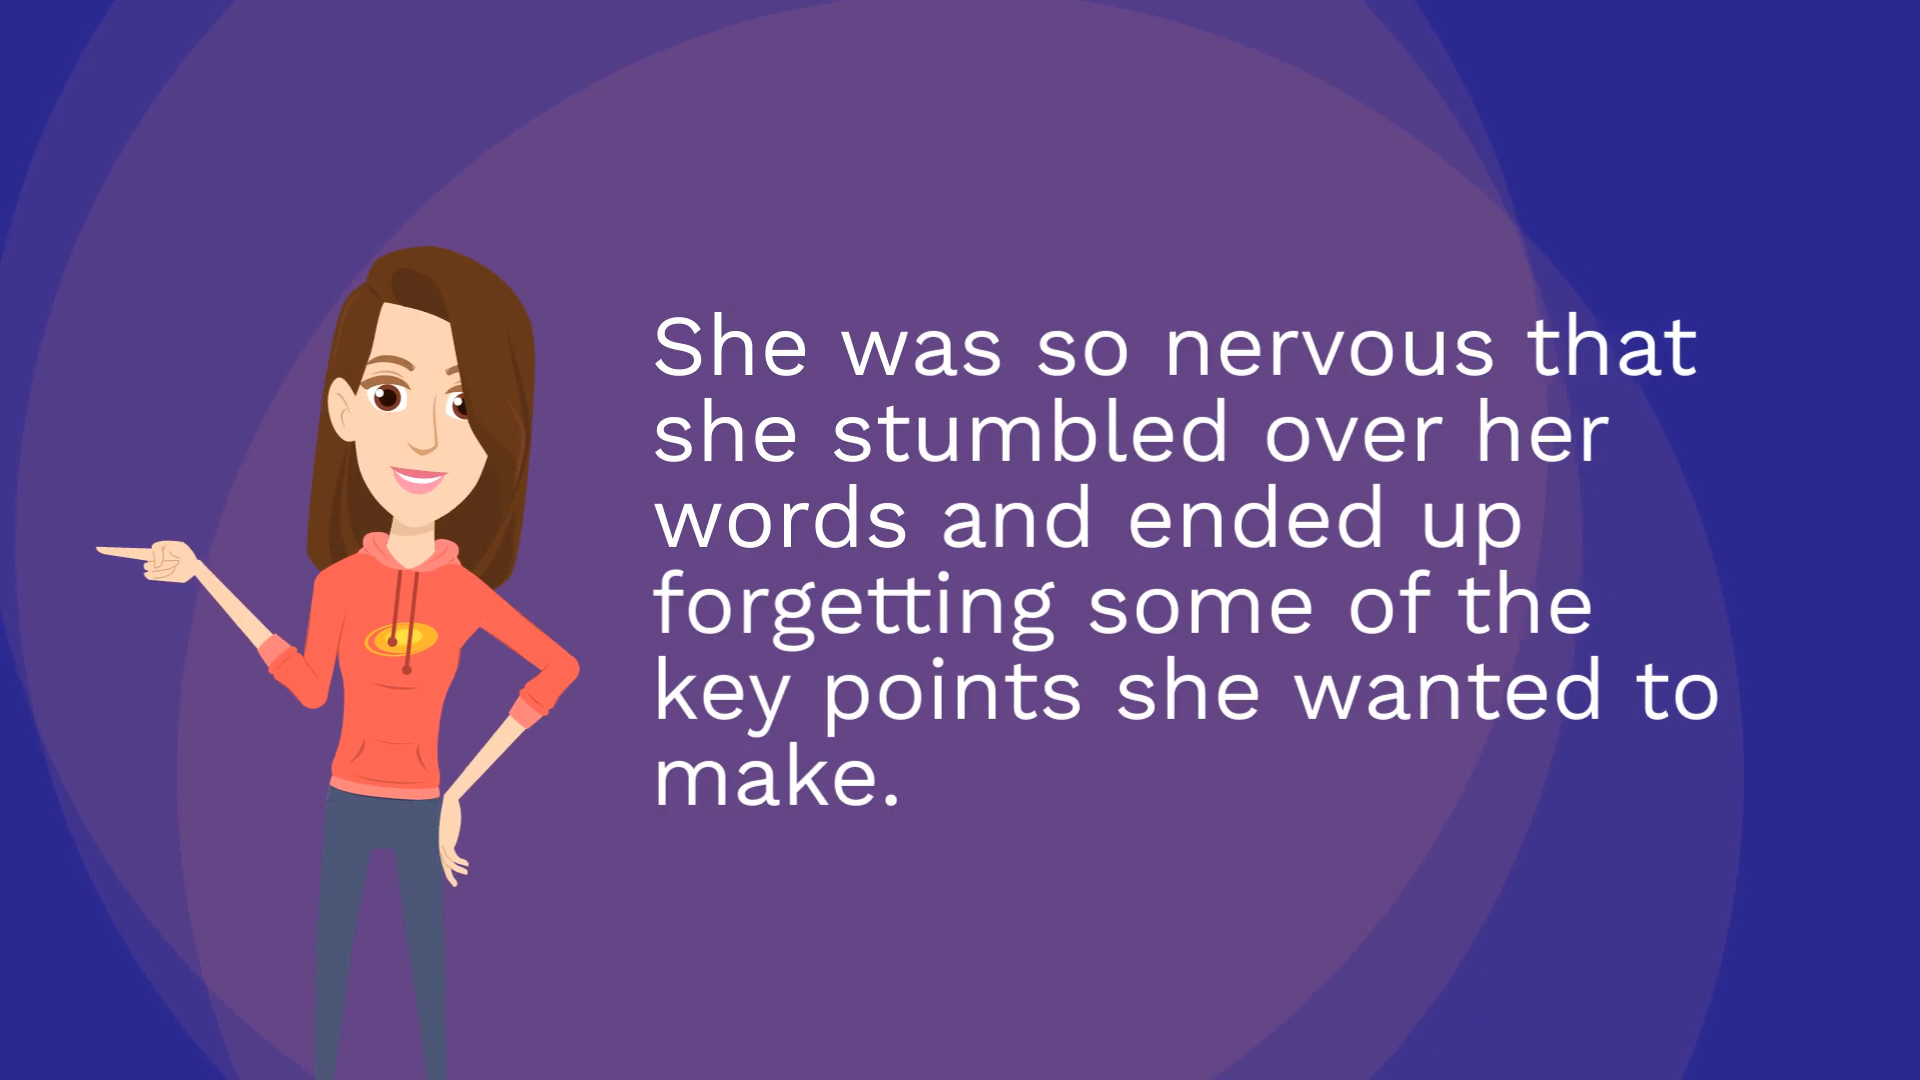 She was so nervous that
she stumbled over her
words and ended up
forgetting some of the
key points she wanted to
make.